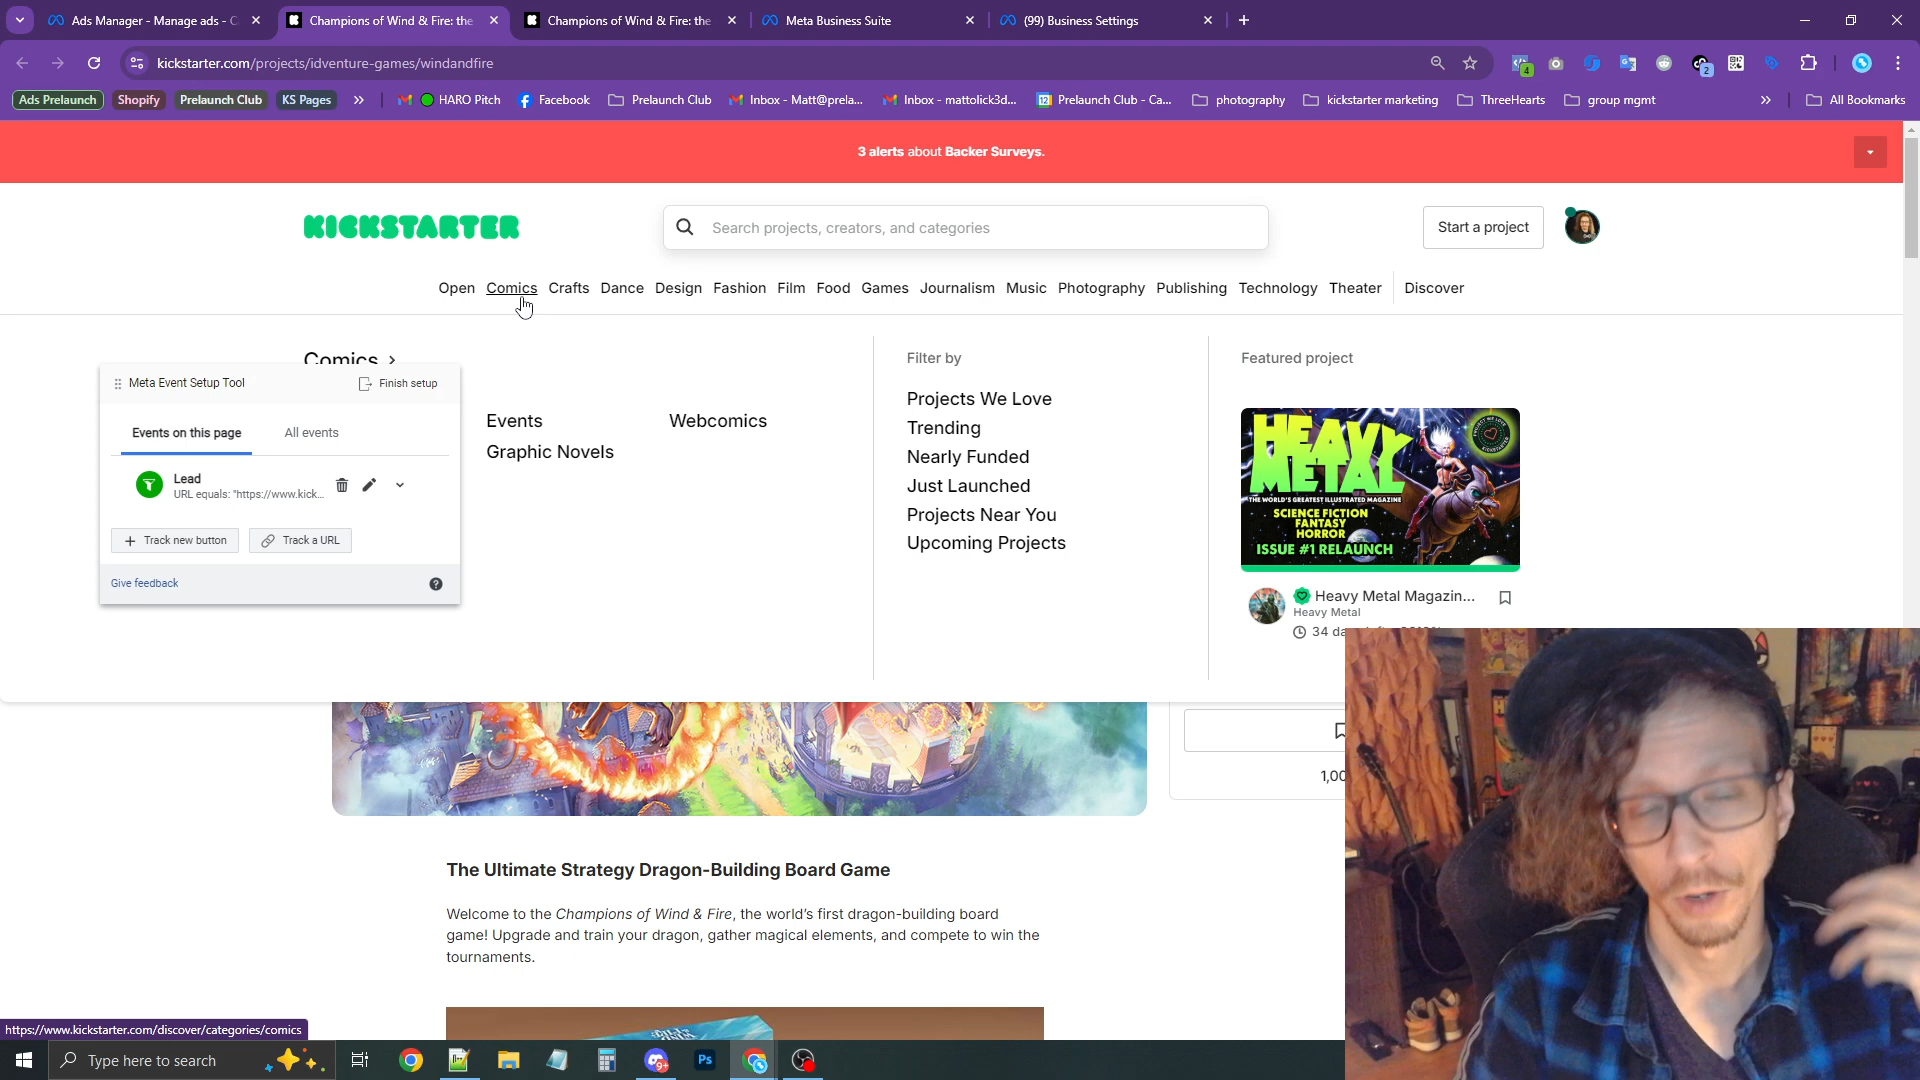 Ads Manager - Manage ads - C
Champions of Wind & Fire: the
Champions of Wind & Fire: the
Meta Business Suite
(99) Business Settings
kickstarter.com/projects/idventure-games/windandfire
4
2
Ads Prelaunch
Shopify
Prelaunch Club
KS Pages
HARO Pitch
Facebook
Prelaunch Club
Inbox - Matt@prela...
Inbox - mattolick3d...
Prelaunch Club - Ca...
photography
kickstarter marketing
ThreeHearts
group mgmt
All Bookmarks
3 alerts about Backer Surveys.
KICKSTARTER
Search projects, creators, and categories
Start a project
Open Comics Crafts Dance Design Fashion Film Food Games Journalism Music Photography Publishing Technology Theater Discover
Comics
Meta Event Setup Tool
Finish setup
Events on this page
All events
Lead
URL equals: "https://www.kick...
Track new button
Track a URL
Give feedback
Events
Webcomics
Graphic Novels
Filter by
Projects We Love
Trending
Nearly Funded
Just Launched
Projects Near You
Upcoming Projects
Featured project
HEAVY
METAL
THE WORLD'S GREATEST ILLUSTRATED MAGAZINE
SCIENCE FICTION
FANTASY
HORROR
ISSUE #1 RELAUNCH
Heavy Metal Magazin...
Heavy Metal
34 da
1,00
The Ultimate Strategy Dragon-Building Board Game
Welcome to the Champions of Wind & Fire, the world's first dragon-building board
game! Upgrade and train your dragon, gather magical elements, and compete to win the
tournaments.
https://www.kickstarter.com/discover/categories/comics
Type here to search
Ps
9+